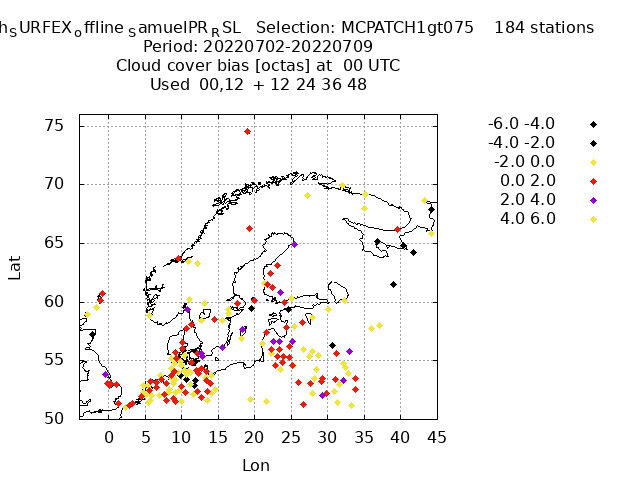 hSURFEXoffline SamuelPRRSL Selection: MCPATCH1gt075 184 stations
Period: 20220702-20220709
Cloud cover bias [octas] at 00 UTC
Used 00,12 + 12 24 36 48
-6.0 -4.0
-4.0 -2.0
-2.0 0.0
0.0 2.0
2.0 4.0
4.0 6.0
75
70
65
60
55
50
Lat
0 5 10 15 20 25 30 35 40 45
Lon